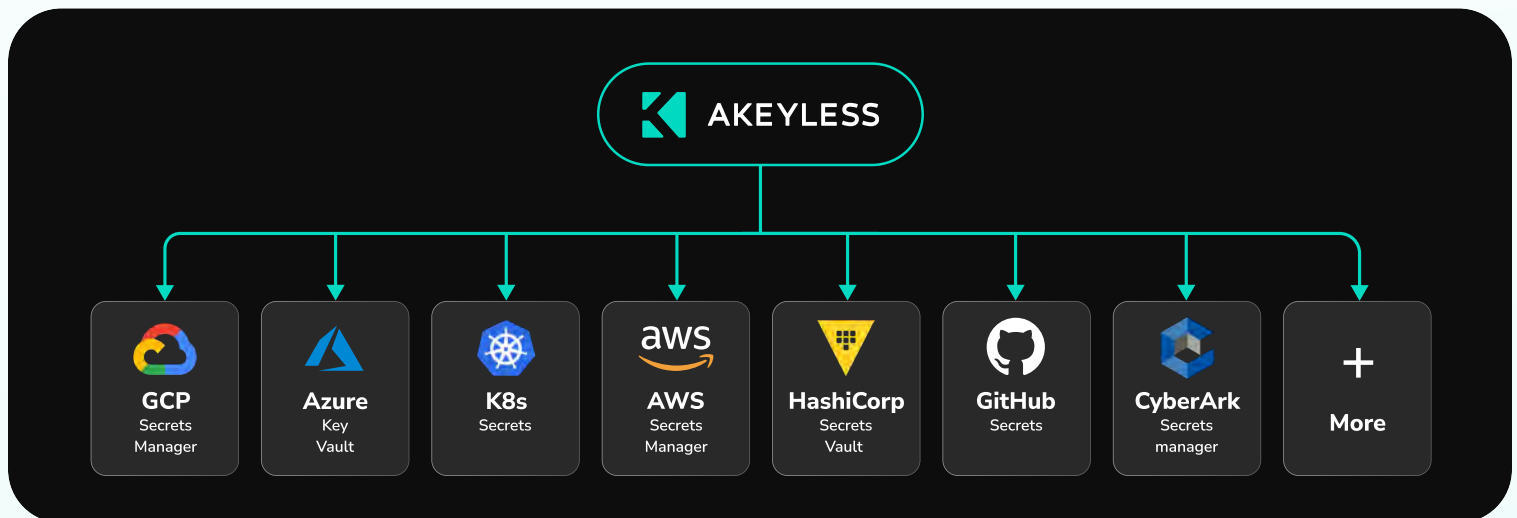 AKEYLESS
GCP
Secrets
Manager
Azure
Key
Vault
K8s
Secrets
aws
AWS
Secrets
Manager
HashiCorp
Secrets
Vault
GitHub
Secrets
CyberArk
Secrets
manager
+
More